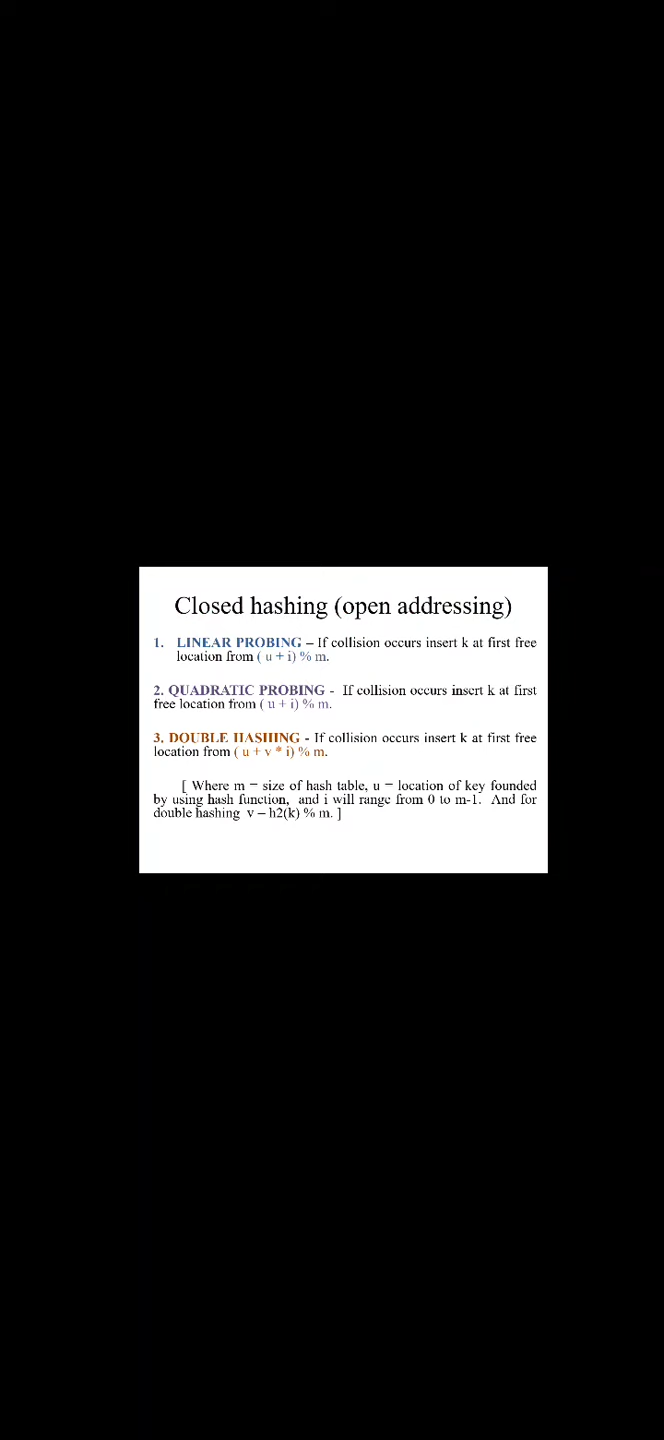 Closed hashing (open addressing)
1. LINEAR PROBING – If collision occurs insert k at first free
location from ( u + i) % m.
2. QUADRATIC PROBING - If collision occurs insert k at first
free location from ( u + i) % m.
3. DOUBLE HASHING - If collision occurs insert k at first free
location from ( u + v * i) % m.
[ Where m = size of hash table, u = location of key founded
by using hash function, and i will range from 0 to m-1. And for
double hashing v = h2(k) % m. ]